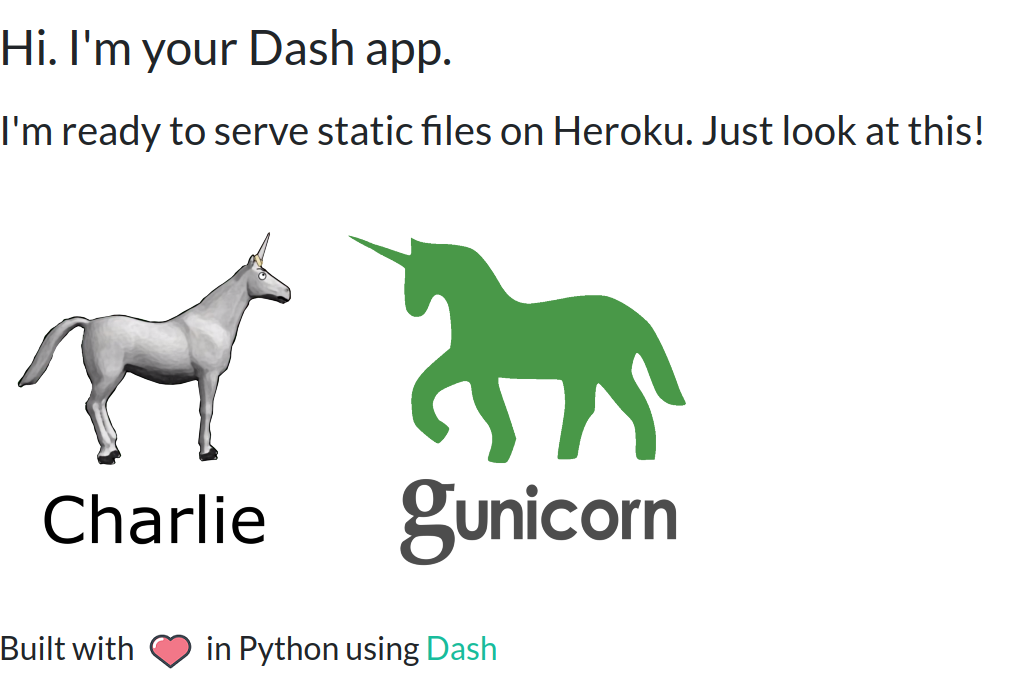 Hi. I'm your Dash app.
I'm ready to serve static files on Heroku. Just look at this!
Charlie
gunicorn
Built with in Python using Dash